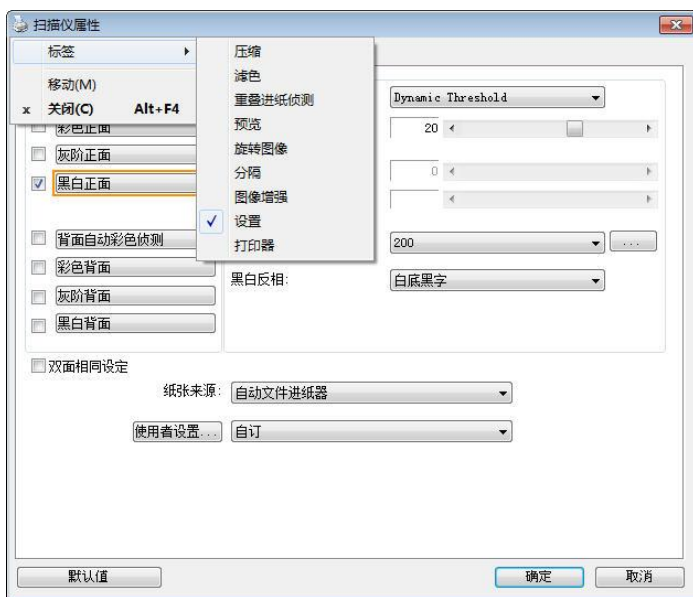 扫描仪属性
标签
移动(M)
x 关闭(C) Alt+F4
压缩
滤色
重叠进纸侦测
预览
旋转图像
分隔
图像增强
设置
打印器
彩色正面
灰阶正面
黑白正面
背面自动彩色侦测
彩色背面
灰阶背面
黑白背面
Dynamic Threshold
20
0
200
...
黑白反相:
白底黑字
双面相同设定
纸张来源:
自动文件进纸器
使用者设置...
自订
默认值
确定
取消